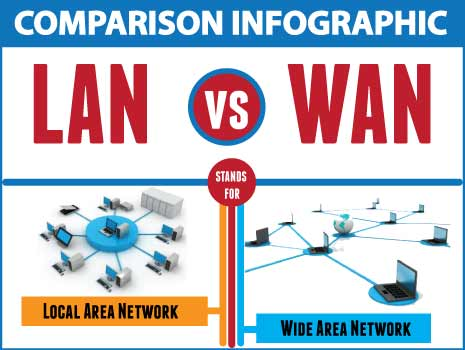 COMPARISON INFOGRAPHIC
LAN VS WAN
STANDS
FOR
LOCAL AREA NETWORK
WIDE AREA NETWORK